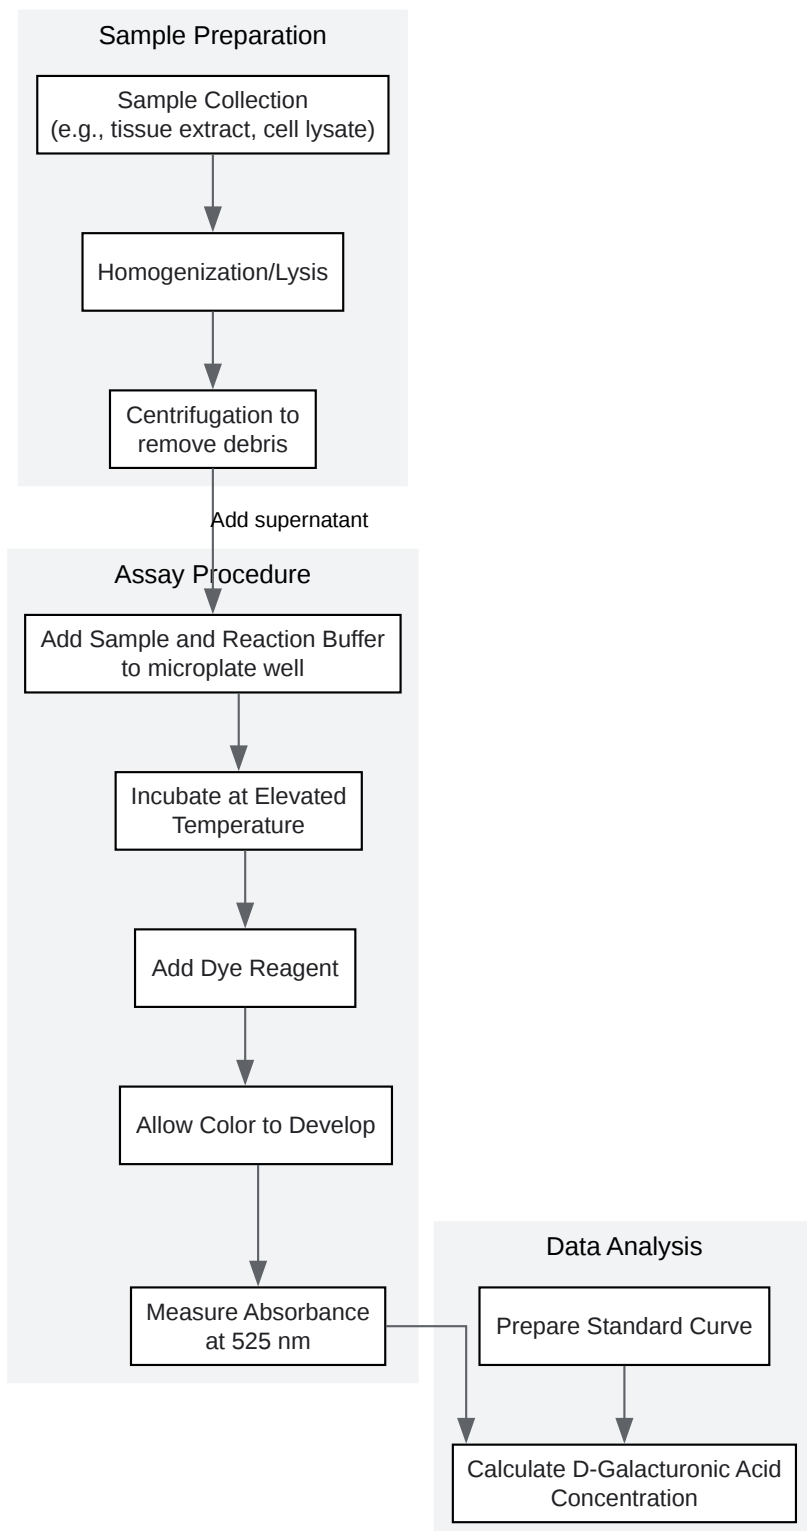 Sample Preparation
Sample Collection
(e.g., tissue extract, cell lysate)
Homogenization/Lysis
Centrifugation to
remove debris
Add supernatant
Assay Procedure
Add Sample and Reaction Buffer
to microplate well
Incubate at Elevated
Temperature
Add Dye Reagent
Allow Color to Develop
Measure Absorbance
at 525 nm
Data Analysis
Prepare Standard Curve
Calculate D-Galacturonic Acid
Concentration